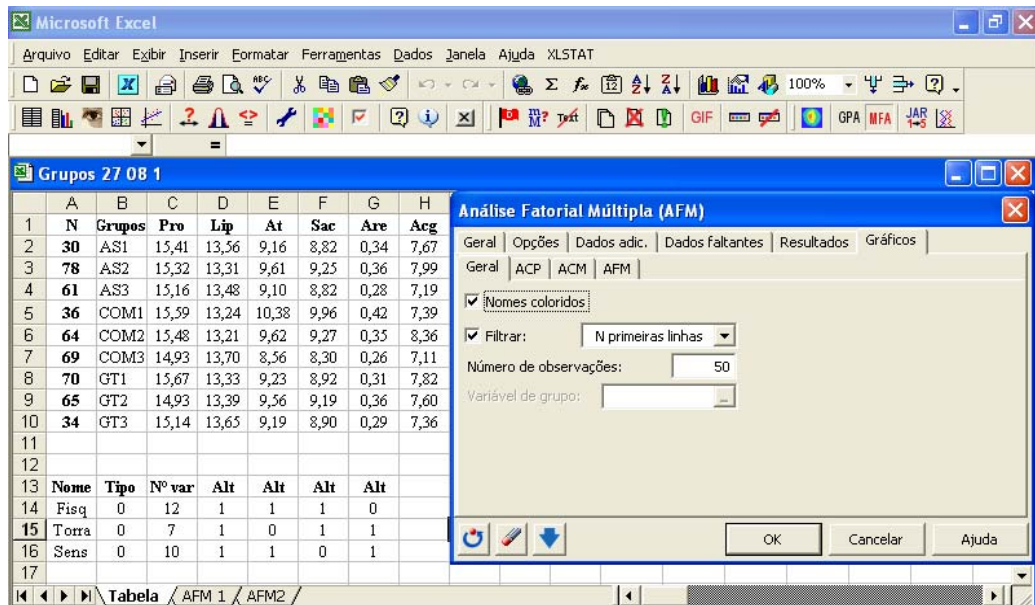 Microsoft Excel
Arquivo Editar Exibir Inserir Formatar Ferramentas Dados Janela Ajuda XLSTAT
100%
GIF GPA MFA JAR
=
Grupos 27 08 1
A B C D E F G H
1 N Grupos Pro Lip At Sac Are Acg
2 30 AS1 15,41 13,56 9,16 8,82 0,34 7,67
3 78 AS2 15,32 13,31 9,61 9,25 0,36 7,99
4 61 AS3 15,16 13,48 9,10 8,82 0,28 7,19
5 36 COM1 15,59 13,24 10,38 9,96 0,42 7,39
6 64 COM2 15,48 13,21 9,62 9,27 0,35 8,36
7 69 COM3 14,93 13,70 8,56 8,30 0,26 7,11
8 70 GT1 15,67 13,33 9,23 8,92 0,31 7,82
9 65 GT2 14,93 13,39 9,56 9,19 0,36 7,60
10 34 GT3 15,14 13,65 9,19 8,90 0,29 7,36
11
12
13 Nome Tipo Nº var Alt Alt Alt Alt
14 Fisq 0 12 1 1 1 0
15 Torra 0 7 1 0 1 1
16 Sens 0 10 1 1 0 1
17
Tabela AFM 1 AFM2
Análise Fatorial Múltipla (AFM)
Geral Opções Dados adic. Dados faltantes Resultados Gráficos
Geral ACP ACM AFM
Nomes coloridos
Filtrar: N primeiras linhas
Número de observações: 50
Variável de grupo: ...
OK Cancelar Ajuda